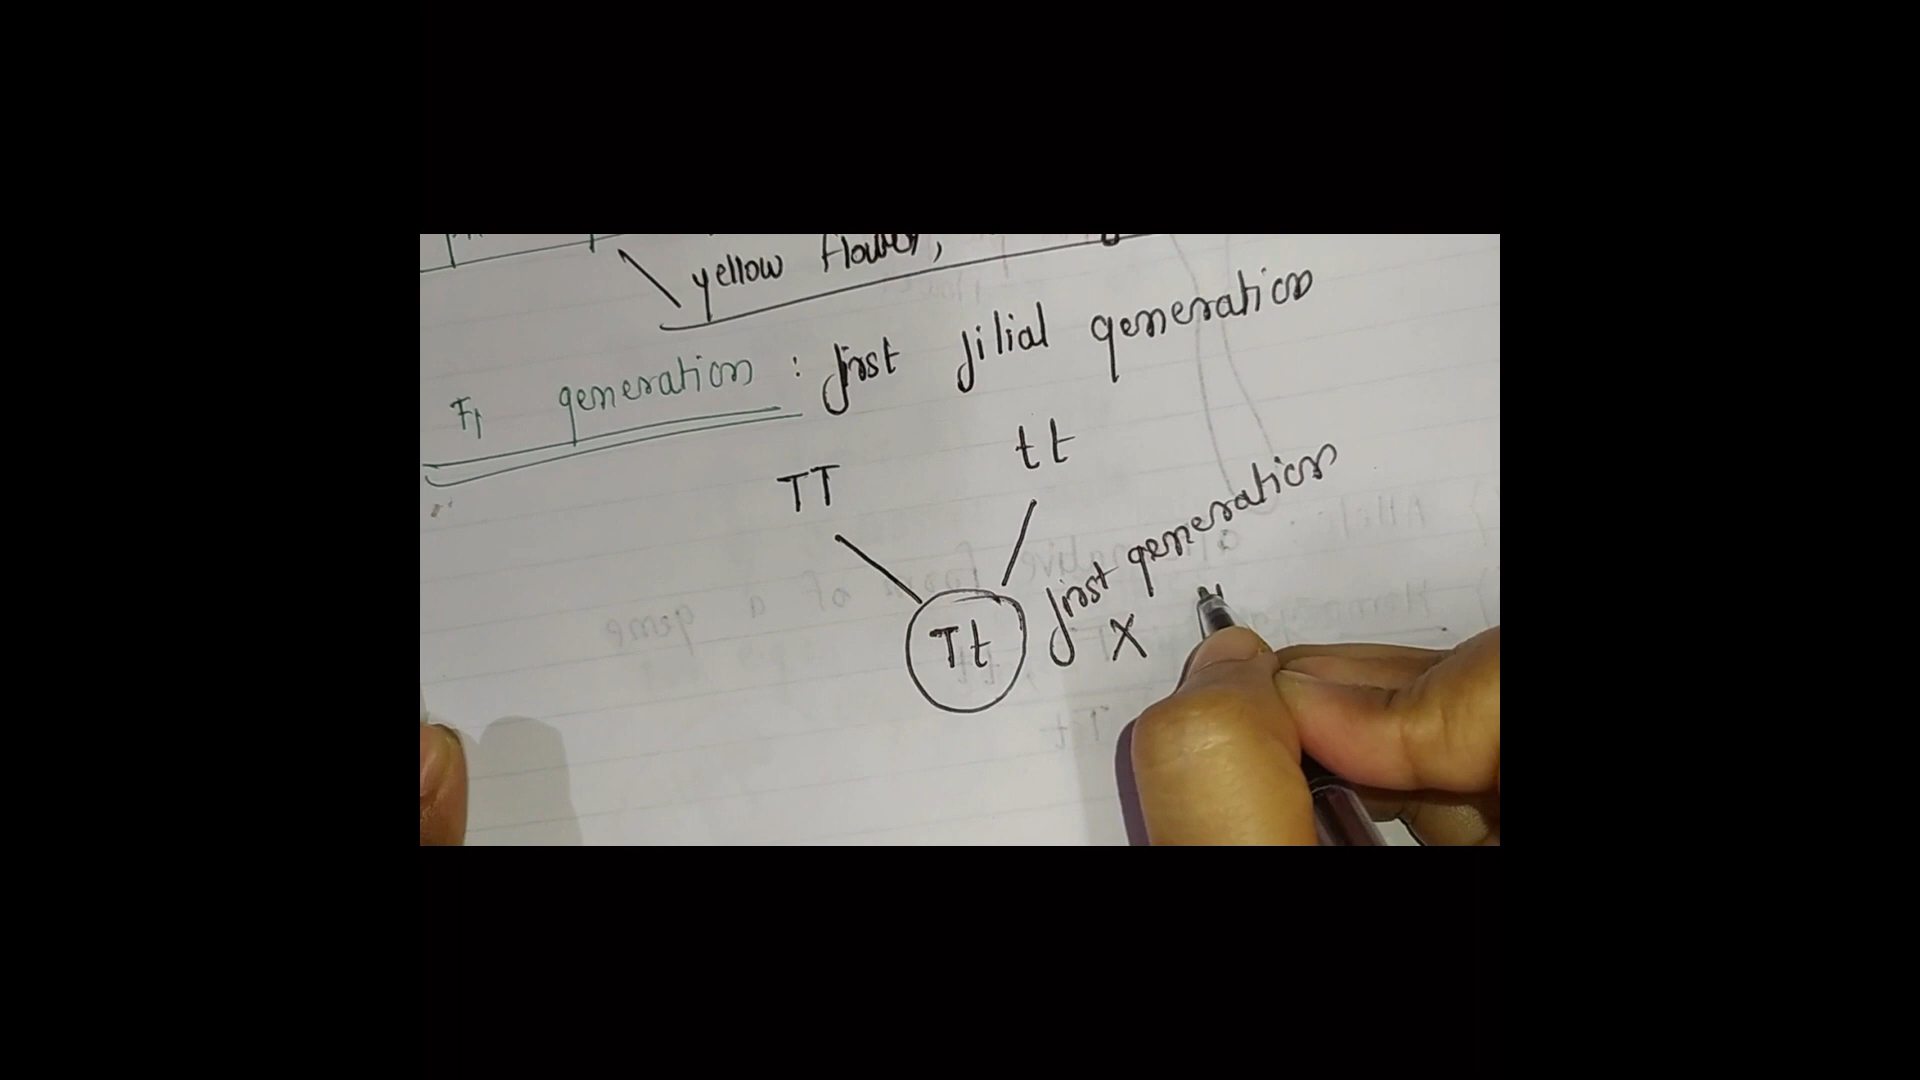 yellow flower,
F1 generation : first filial generation
TT tt
Tt first generation
X